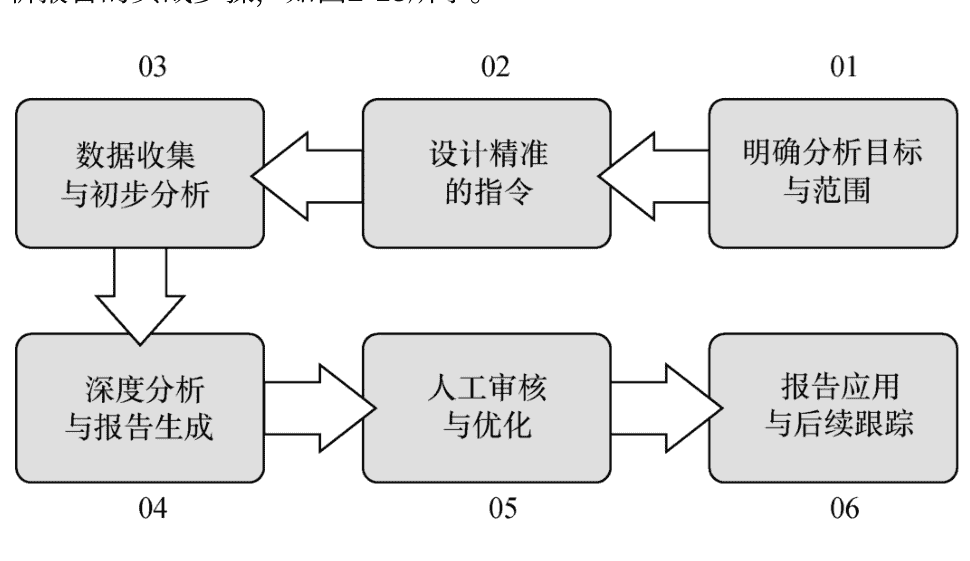 03
02
01
数据收集
与初步分析
设计精准
的指令
明确分析目标
与范围
深度分析
与报告生成
人工审核
与优化
报告应用
与后续跟踪
04
05
06